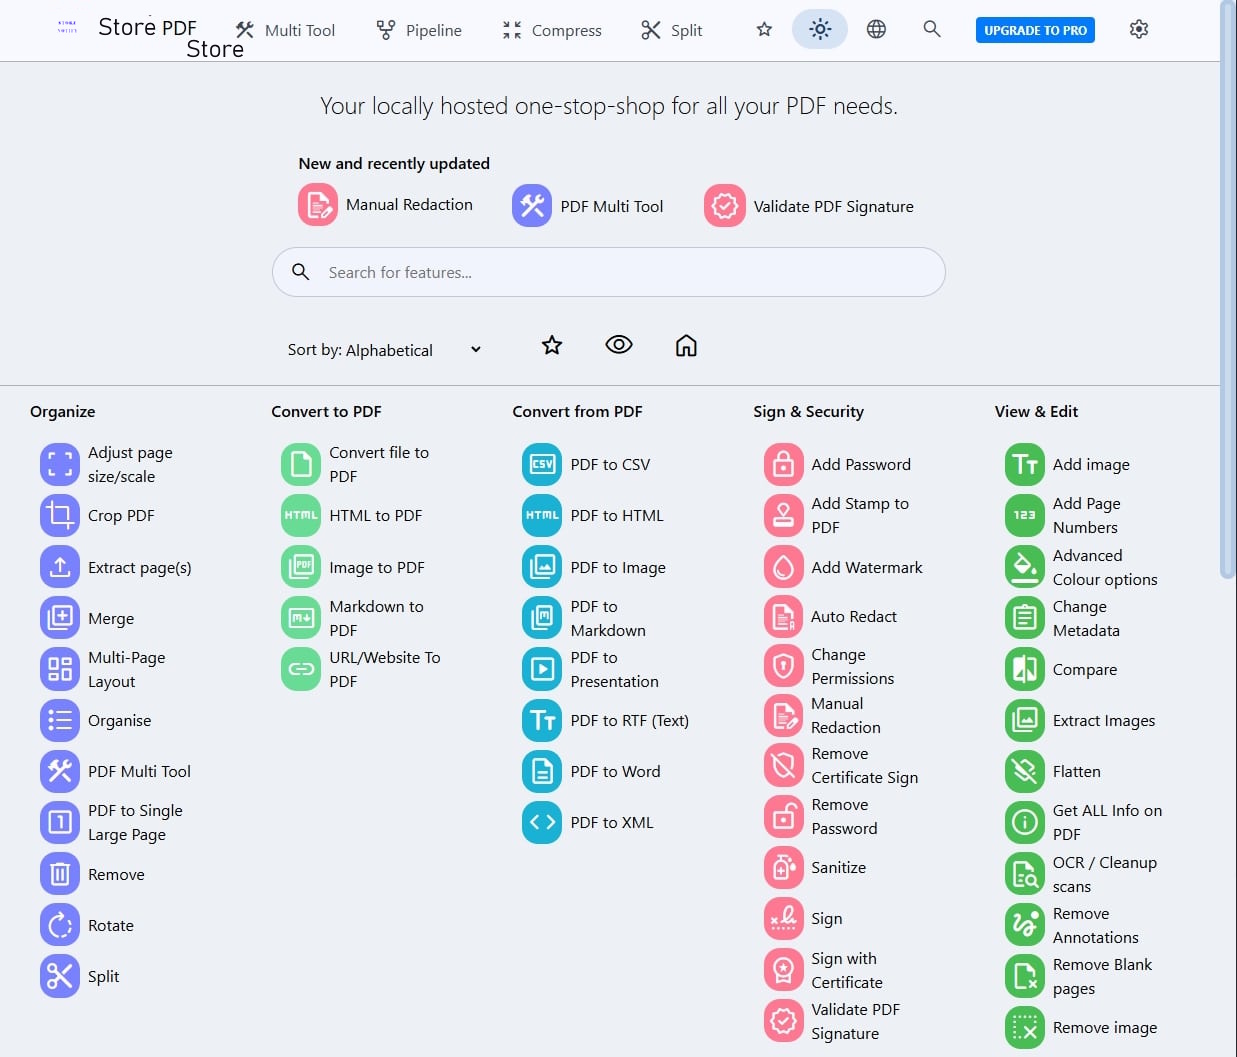 Store PDF
Store
Multi Tool
Pipeline
Compress
Split
UPGRADE TO PRO
Your locally hosted one-stop-shop for all your PDF needs.
New and recently updated
Manual Redaction
PDF Multi Tool
Validate PDF Signature
Search for features...
Sort by: Alphabetical
Organize
Adjust page
size/scale
Crop PDF
Extract page(s)
Merge
Multi-Page
Layout
Organise
PDF Multi Tool
PDF to Single
Large Page
Remove
Rotate
Split
Convert to PDF
Convert file to
PDF
HTML
HTML to PDF
PDF
Image to PDF
Markdown to
PDF
URL/Website To
PDF
Convert from PDF
CSV
PDF to CSV
HTML
PDF to HTML
PDF to Image
PDF to
Markdown
PDF to
Presentation
PDF to RTF (Text)
PDF to Word
PDF to XML
Sign & Security
Add Password
Add Stamp to
PDF
Add Watermark
Auto Redact
Change
Permissions
Manual
Redaction
Remove
Certificate Sign
Remove
Password
Sanitize
Sign
Sign with
Certificate
Validate PDF
Signature
View & Edit
Add image
123
Add Page
Numbers
Advanced
Colour options
Change
Metadata
Compare
Extract Images
Flatten
Get ALL Info on
PDF
OCR / Cleanup
scans
Remove
Annotations
Remove Blank
pages
Remove image